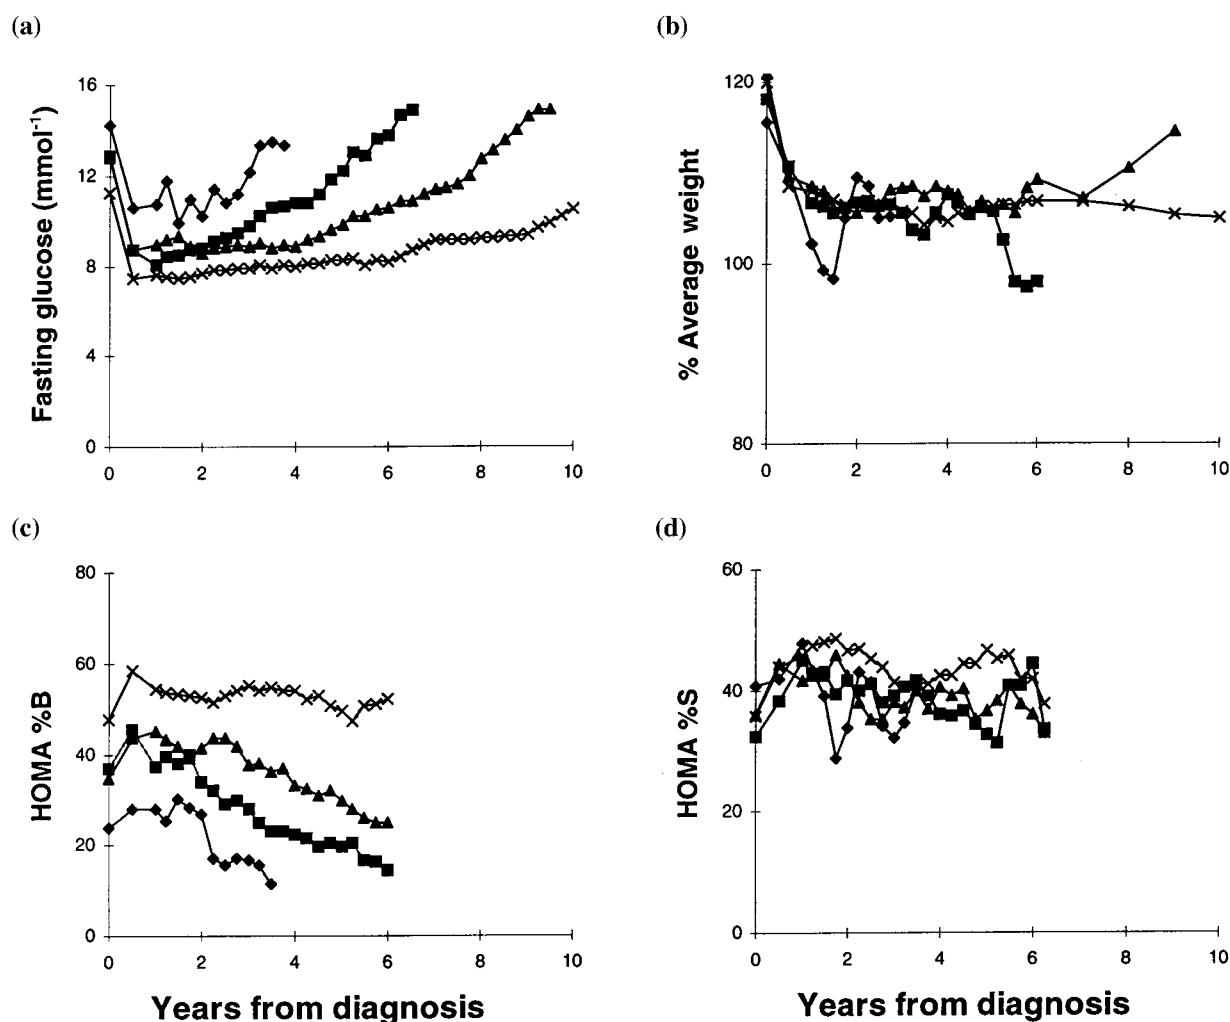 (a)
Fasting glucose (mmol⁻¹)
16
12
8
4
0
0 2 4 6 8 10
(b)
% Average weight
120
100
80
0 2 4 6 8 10
(c)
HOMA %B
80
60
40
20
0
0 2 4 6 8 10
Years from diagnosis
(d)
HOMA %S
60
40
20
0
0 2 4 6 8 10
Years from diagnosis